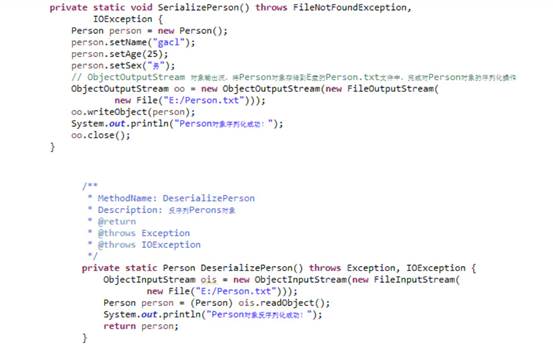 private static void SerializePerson() throws FileNotFoundException,
IOException {
Person person = new Person();
person.setName("gacl");
person.setAge(25);
person.setSex("男");
// ObjectOutputStream 对象输出流，将Person对象存储到E盘的Person.txt文件中，完成对Person对象的序列化操作
ObjectOutputStream oo = new ObjectOutputStream(new FileOutputStream(
new File("E:/Person.txt")));
oo.writeObject(person);
System.out.println("Person对象序列化成功！");
oo.close();
}
/**
* MethodName: DeserializePerson
* Description: 反序列Perons对象
* @return
* @throws Exception
* @throws IOException
*/
private static Person DeserializePerson() throws Exception, IOException {
ObjectInputStream ois = new ObjectInputStream(new FileInputStream(
new File("E:/Person.txt")));
Person person = (Person) ois.readObject();
System.out.println("Person对象反序列化成功！");
return person;
}